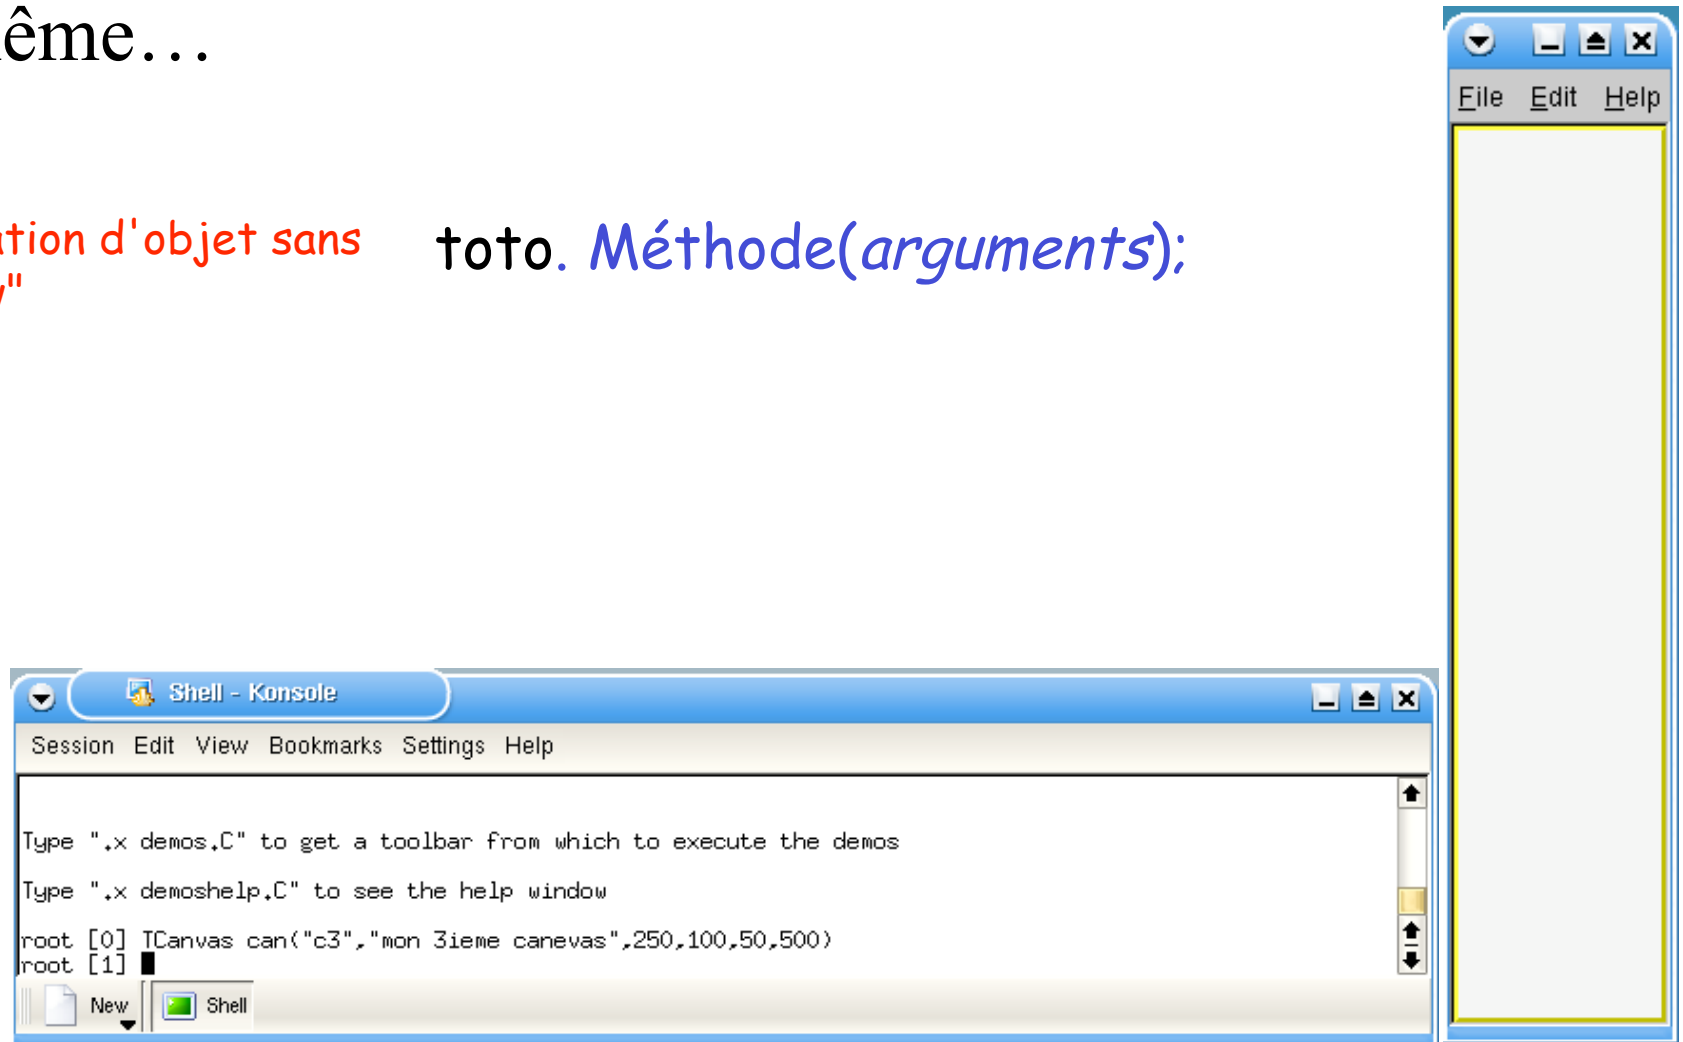 ême…
ation d'objet sans
"
toto. Méthode(arguments);
File Edit Help
Shell - Konsole
Session Edit View Bookmarks Settings Help
Type ".x demos.C" to get a toolbar from which to execute the demos
Type ".x demoshelp.C" to see the help window
root [0] TCanvas can("c3","mon 3ieme canevas",250,100,50,500)
root [1]
New
Shell